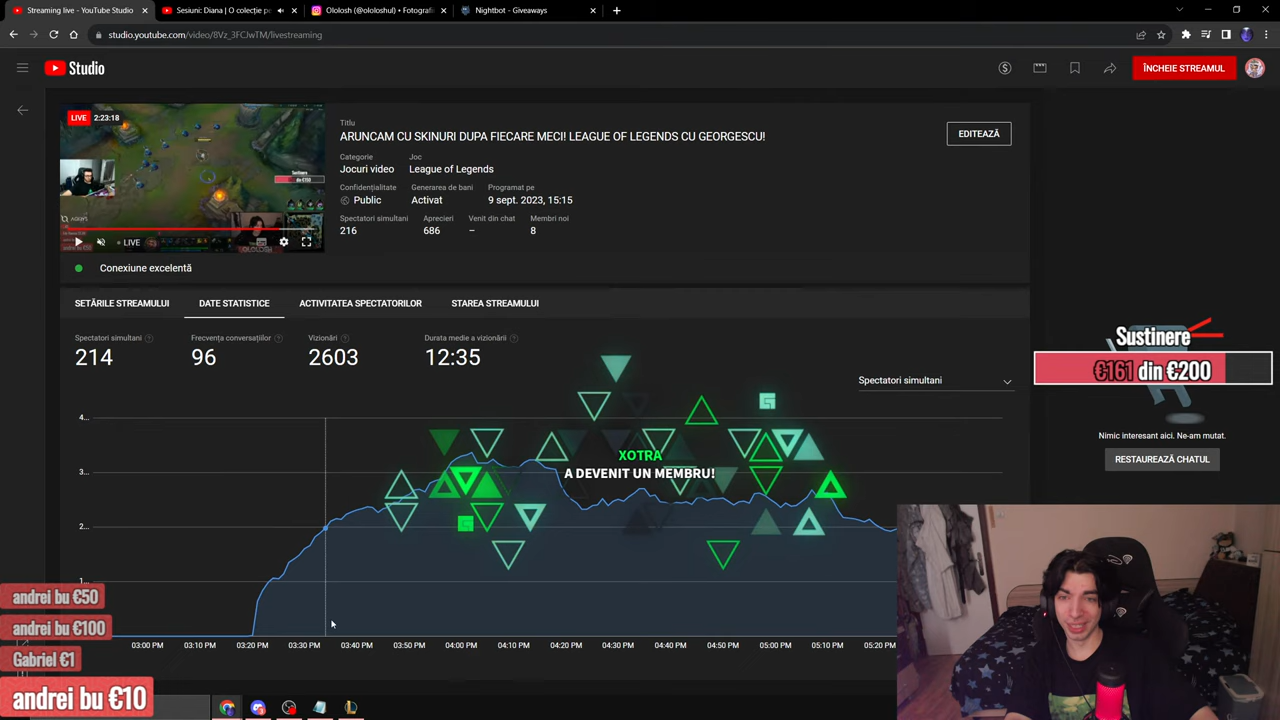 Streaming live - YouTube Studio
Sesiuni: Diana | O colecție pe
Ololosh (@ololoshul) • Fotografi
Nightbot - Giveaways
studio.youtube.com/video/8Vz_3FCJwTM/livestreaming
Studio
ÎNCHEIE STREAMUL
LIVE 2:23:18
Titlu
ARUNCAM CU SKINURI DUPA FIECARE MECI! LEAGUE OF LEGENDS CU GEORGESCU!
EDITEAZĂ
Categorie Joc
Jocuri video League of Legends
Confidențialitate Generarea de bani Programat pe
Public Activat 9 sept. 2023, 15:15
Spectatori simultani Aprecieri Venit din chat Membri noi
216 686 – 8
LIVE
Conexiune excelentă
SETĂRILE STREAMULUI DATE STATISTICE ACTIVITATEA SPECTATORILOR STAREA STREAMULUI
Spectatori simultani Frecvența conversațiilor Vizionări Durata medie a vizionării
214 96 2603 12:35
Spectatori simultani
Sustinere
€161 din €200
Nimic interesant aici. Ne-am mutat.
RESTAUREAZĂ CHATUL
4...
3...
2...
1...
XOTRA
A DEVENIT UN MEMBRU!
03:00 PM 03:10 PM 03:20 PM 03:30 PM 03:40 PM 03:50 PM 04:00 PM 04:10 PM 04:20 PM 04:30 PM 04:40 PM 04:50 PM 05:00 PM 05:10 PM 05:20 PM
andrei bu €50
andrei bu €100
Gabriel €1
andrei bu €10